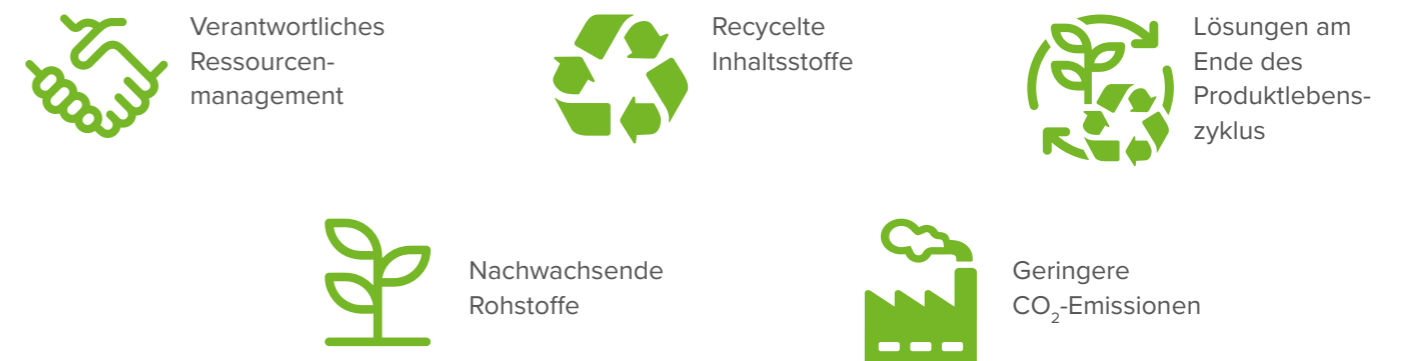 Verantwortliches
Ressourcen-
management
Recycelte
Inhaltsstoffe
Lösungen am
Ende des
Produktlebens-
zyklus
Nachwachsende
Rohstoffe
Geringere
CO₂-Emissionen